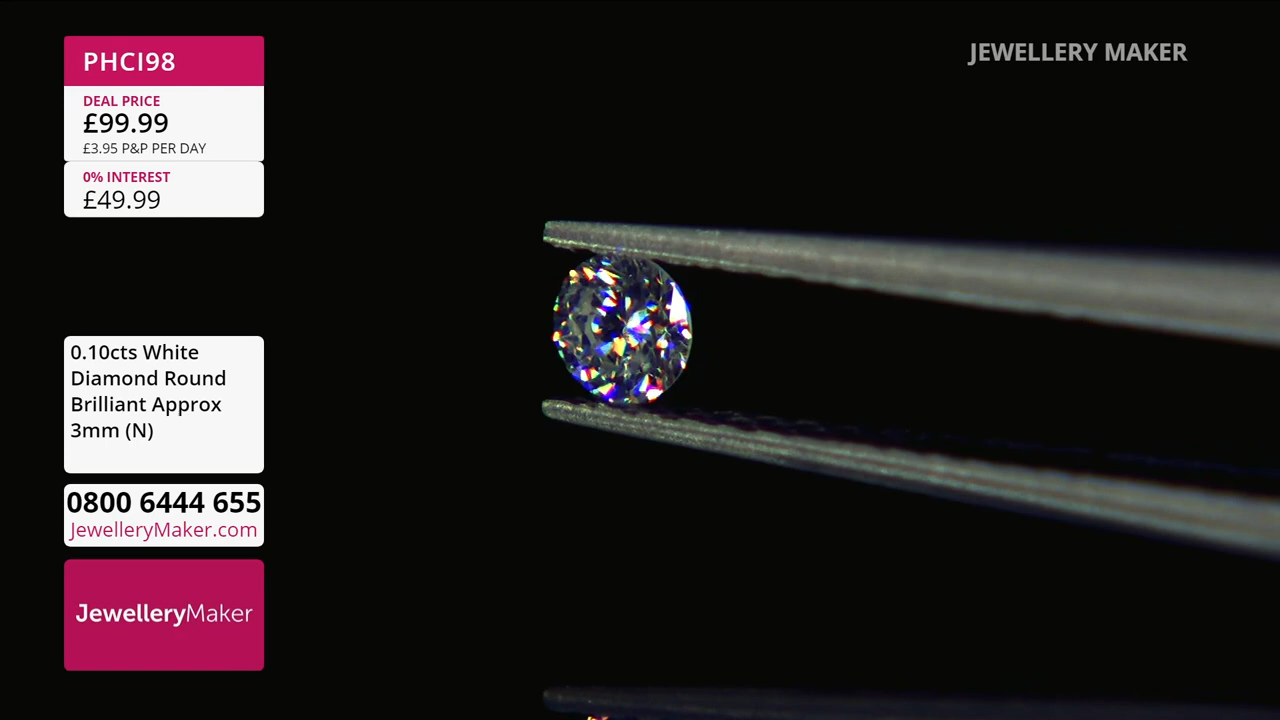 PHCI98
DEAL PRICE
£99.99
£3.95 P&P PER DAY
0% INTEREST
£49.99
0.10cts White
Diamond Round
Brilliant Approx
3mm (N)
0800 6444 655
JewelleryMaker.com
JewelleryMaker
JEWELLERY MAKER